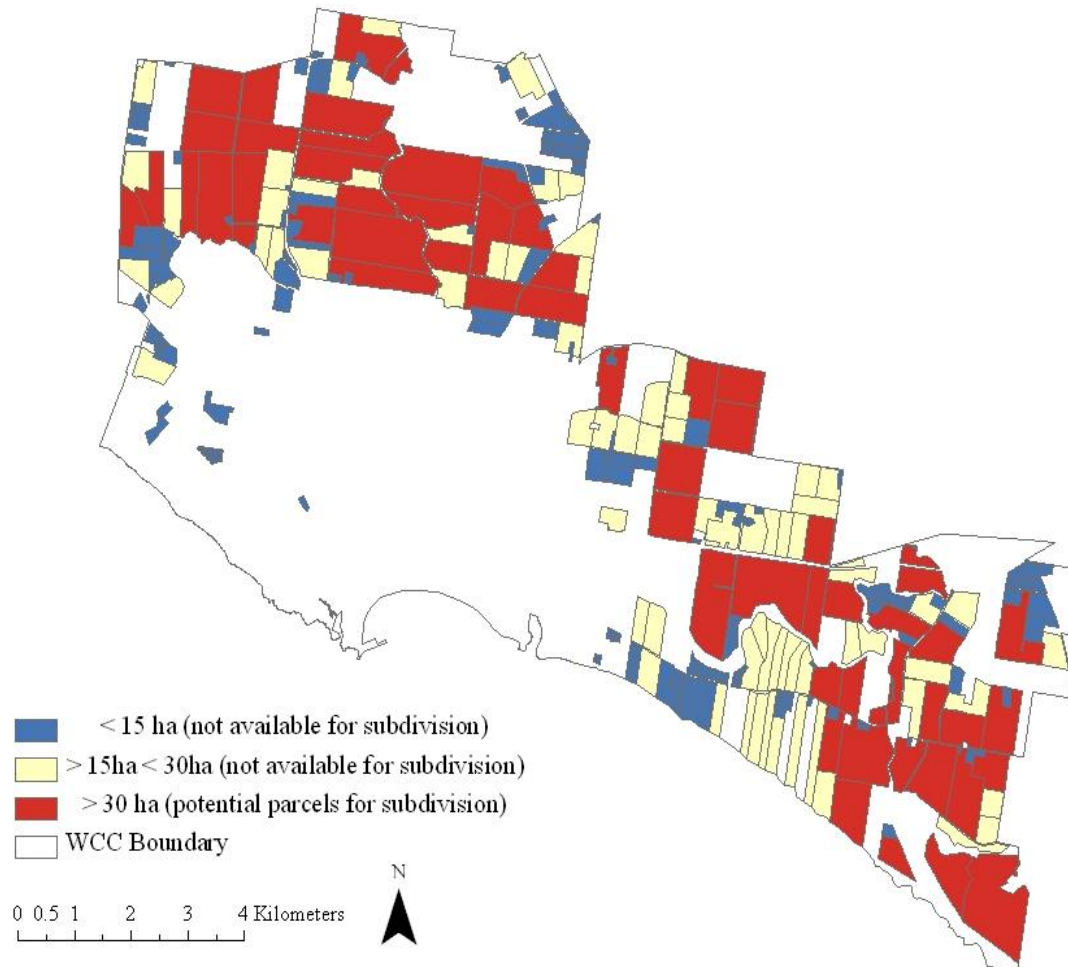 < 15 ha (not available for subdivision)
> 15ha < 30ha (not available for subdivision)
> 30 ha (potential parcels for subdivision)
WCC Boundary
N
0 0.5 1 2 3 4 Kilometers